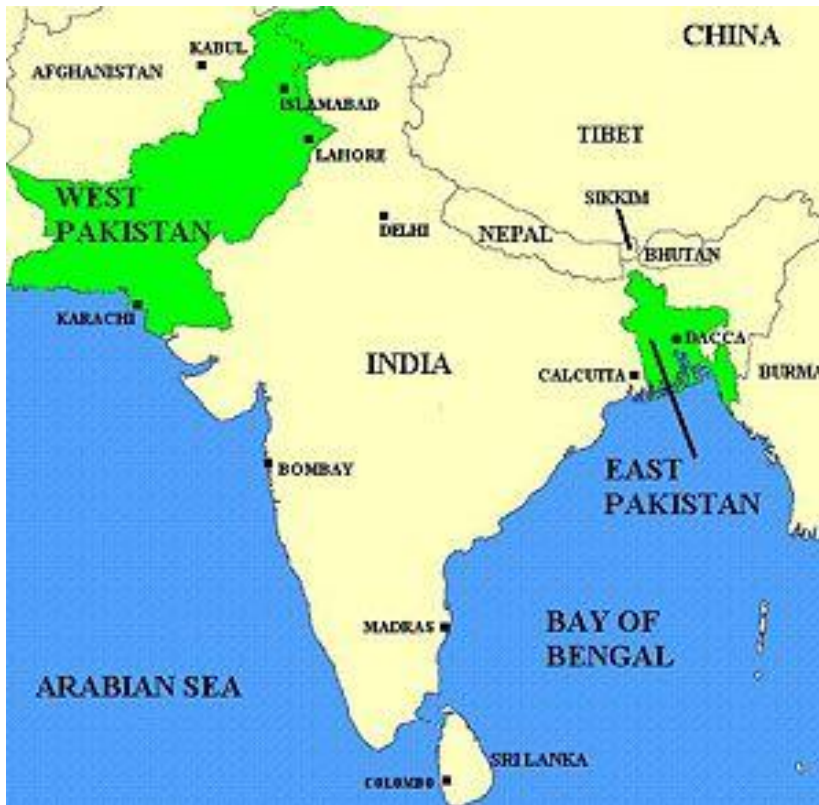 CHINA
KABUL
AFGHANISTAN
ISLAMABAD
TIBET
LAHORE
WEST
PAKISTAN
SIKKIM
DELHI
NEPAL
BHUTAN
KARACHI
DACCA
INDIA
CALCUTTA
BURMA
BOMBAY
EAST
PAKISTAN
MADRAS
BAY OF
BENGAL
ARABIAN SEA
SRI LANKA
COLOMBO